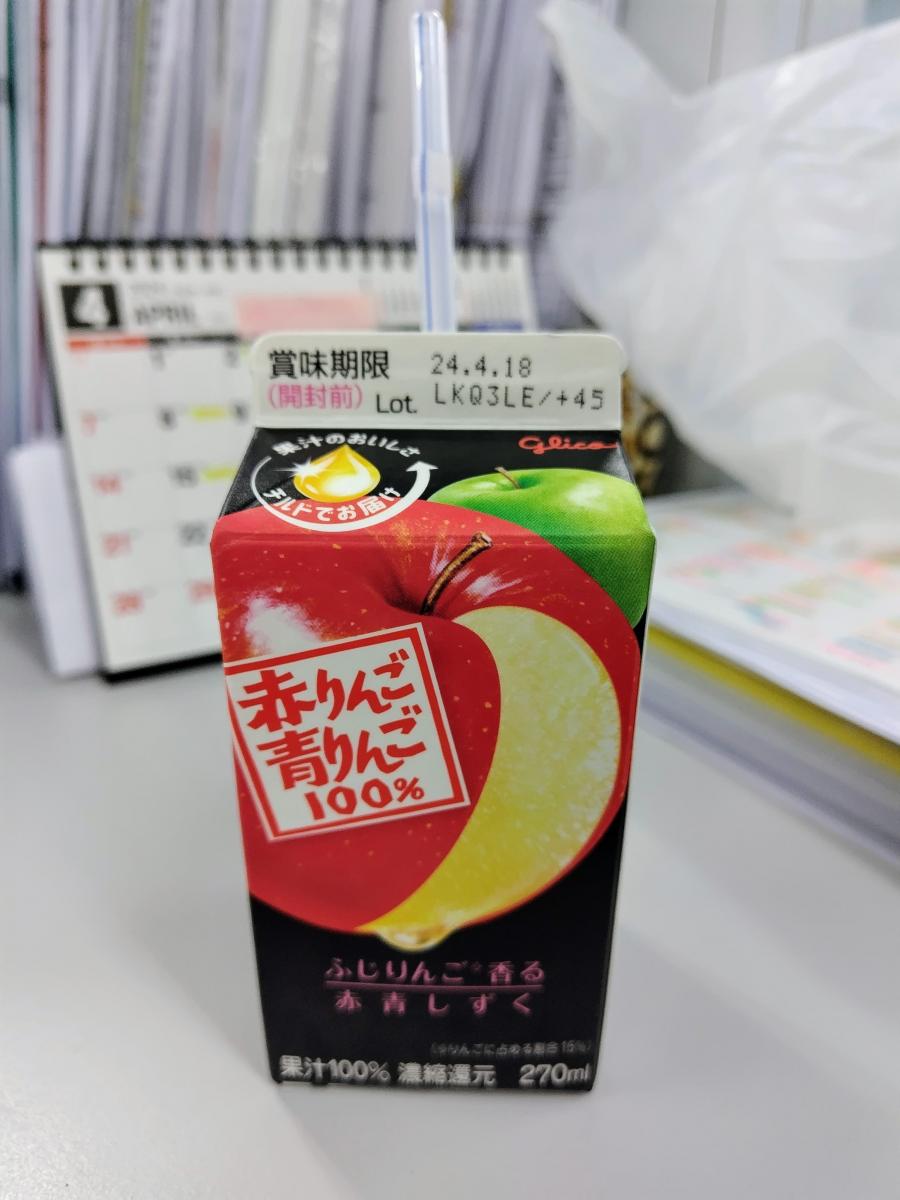 4
APRIL
賞味期限
24.4.18
(開封前)
Lot.
LKQ3LE/+45
果汁のおいしさ
チルドでお届け
Glico
赤りんご
青りんご
100%
ふじりんご※香る
赤青しずく
(※りんごに占める割合15%)
果汁100% 濃縮還元 270ml